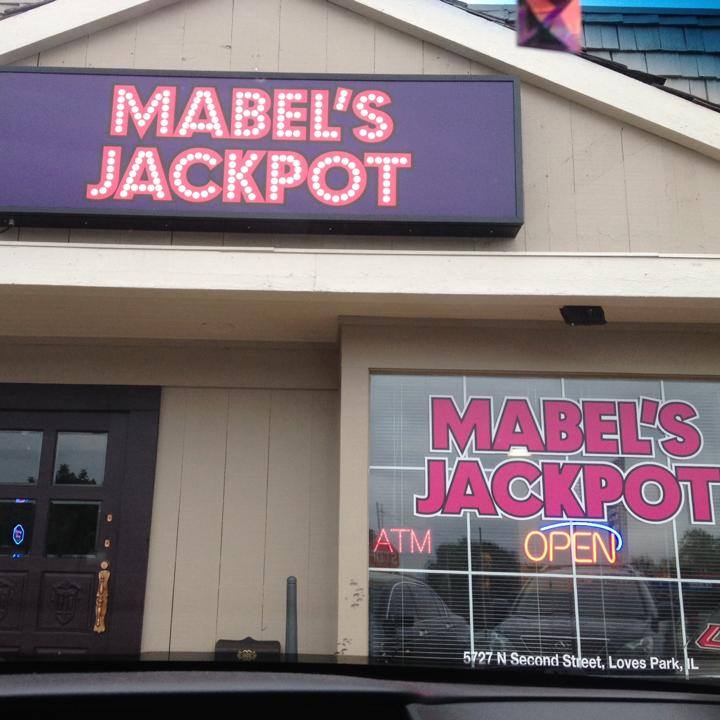 MABEL'S
JACKPOT
MABEL'S
JACKPOT
ATM OPEN
5727 N Second Street, Loves Park, IL